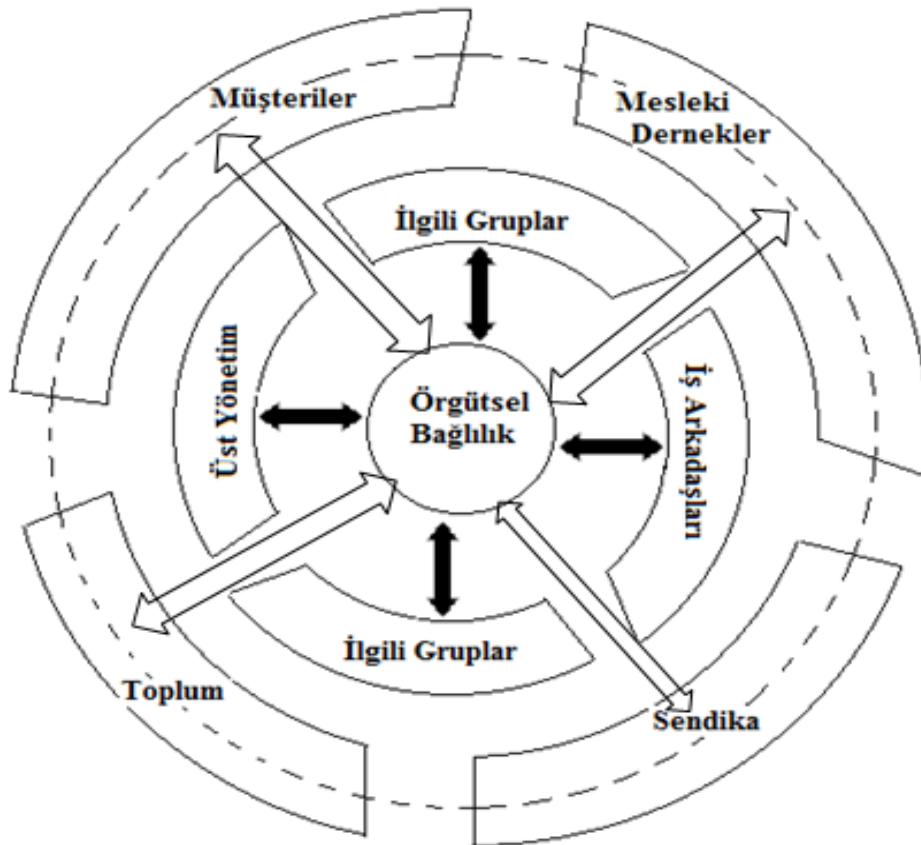 Müşteriler
Mesleki
Dernekler
İlgili Gruplar
Üst Yönetim
Örgütsel
Bağlılık
İş Arkadaşları
İlgili Gruplar
Toplum
Sendika